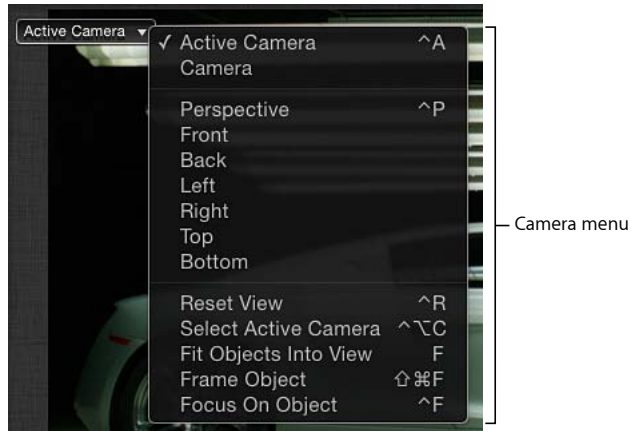 Active Camera ▼
✓ Active Camera ^A
Camera
Perspective ^P
Front
Back
Left
Right
Top
Bottom
Reset View ^R
Select Active Camera ^⌥C
Fit Objects Into View F
Frame Object ⇧⌘F
Focus On Object ^F
Camera menu